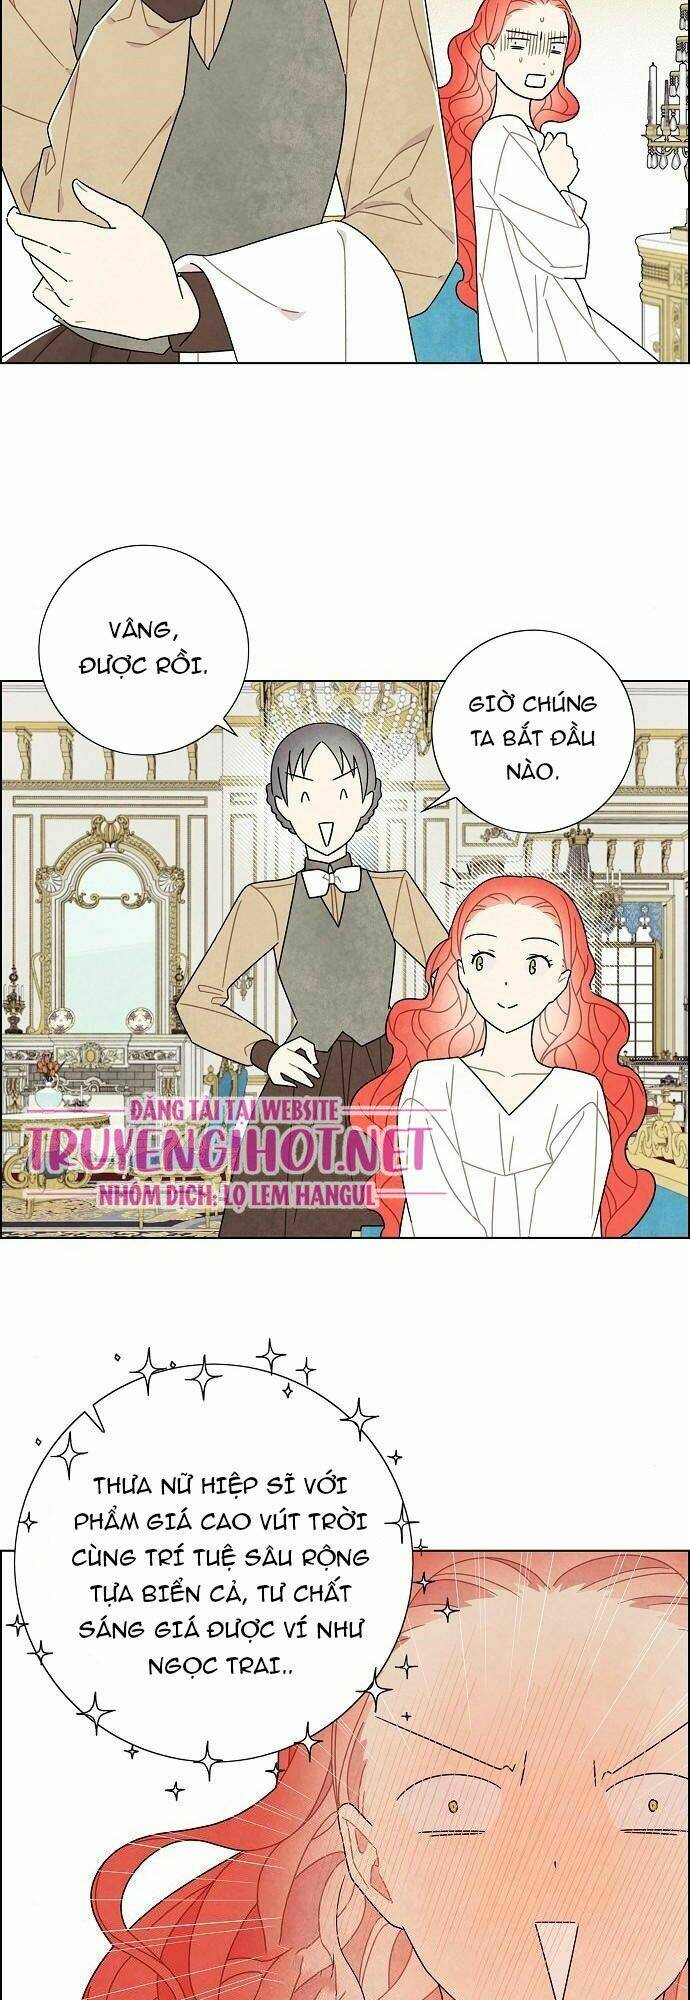 VÂNG,
ĐƯỢC RỒI.
GIỜ CHÚNG
TA BẮT ĐẦU
NÀO.
ĐĂNG TẢI TẠI WEBSITE
TRUYENGIHOT.NET
NHÓM DỊCH: LỌ LEM HANGUL
THƯA NỮ HIỆP SĨ VỚI
PHẨM GIÁ CAO VÚT TRỜI
CÙNG TRÍ TUỆ SÂU RỘNG
TỰA BIỂN CẢ, TƯ CHẤT
SÁNG GIÁ ĐƯỢC VÍ NHƯ
NGỌC TRAI..